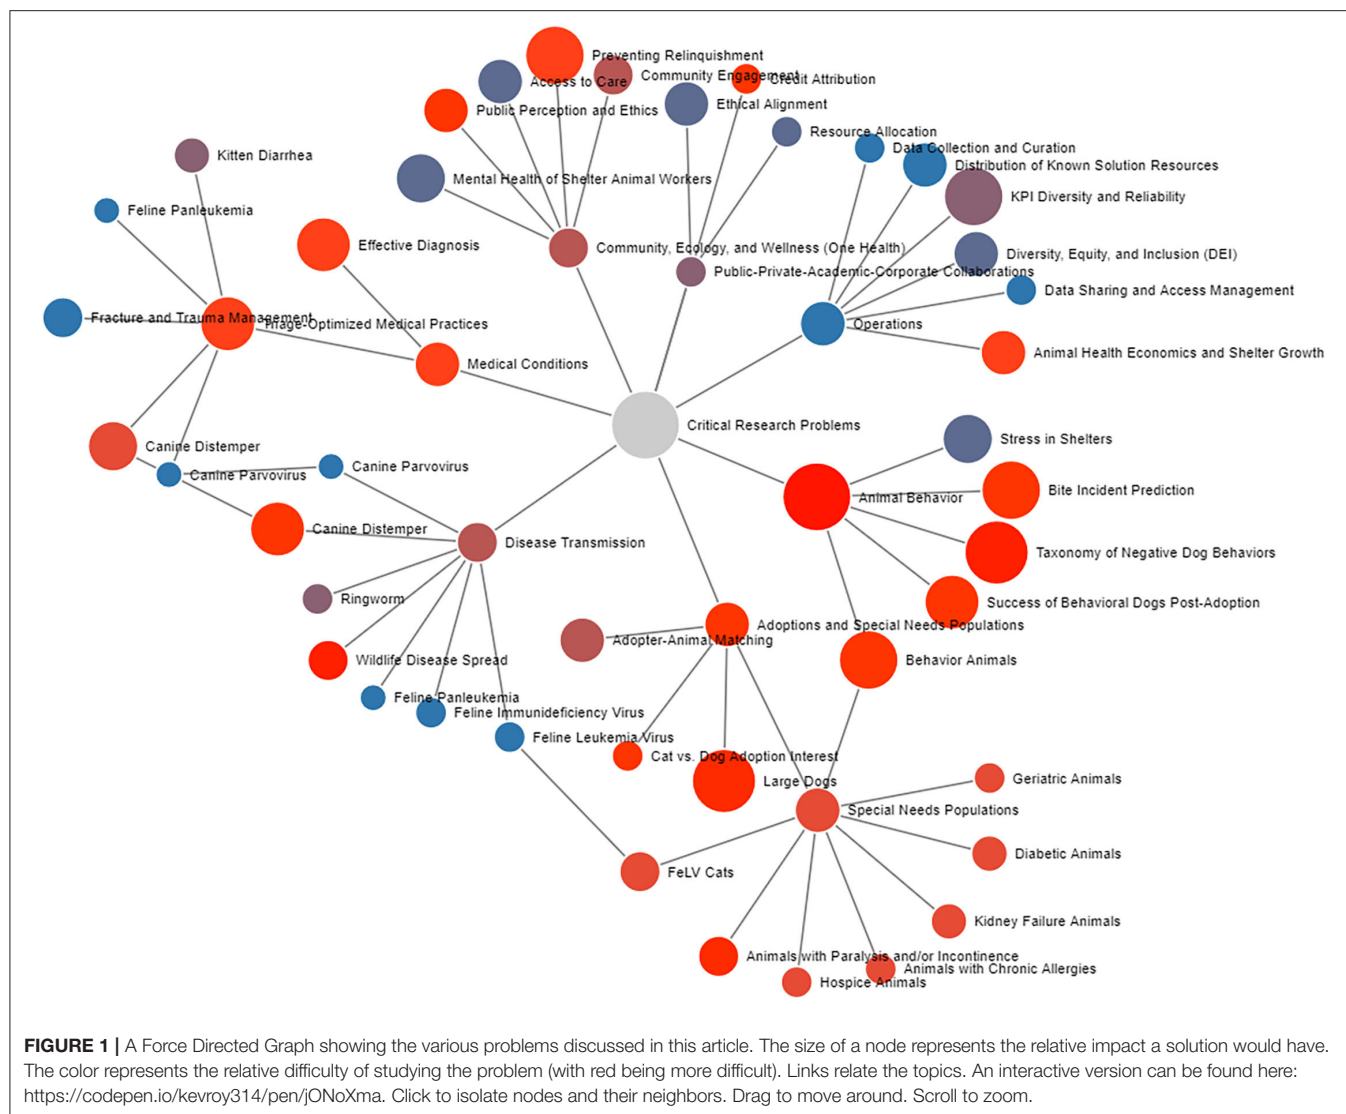 Preventing Relinquishment
Community Engagement
Credit Attribution
Access to Care
Ethical Alignment
Public Perception and Ethics
Resource Allocation
Data Collection and Curation
Kitten Diarrhea
Distribution of Known Solution Resources
Mental Health of Shelter Animal Workers
KPI Diversity and Reliability
Feline Panleukemia
Effective Diagnosis
Community, Ecology, and Wellness (One Health)
Diversity, Equity, and Inclusion (DEI)
Public-Private-Academic-Corporate Collaborations
Data Sharing and Access Management
Fracture and Trauma Management
Triage-Optimized Medical Practices
Operations
Animal Health Economics and Shelter Growth
Medical Conditions
Critical Research Problems
Stress in Shelters
Canine Distemper
Canine Parvovirus
Canine Parvovirus
Bite Incident Prediction
Animal Behavior
Canine Distemper
Disease Transmission
Taxonomy of Negative Dog Behaviors
Ringworm
Success of Behavioral Dogs Post-Adoption
Adoptions and Special Needs Populations
Adopter-Animal Matching
Wildlife Disease Spread
Behavior Animals
Feline Panleukemia
Feline Immunideficiency Virus
Feline Leukemia Virus
Cat vs. Dog Adoption Interest
Large Dogs
Geriatric Animals
Special Needs Populations
Diabetic Animals
FeLV Cats
Kidney Failure Animals
Animals with Paralysis and/or Incontinence
Animals with Chronic Allergies
Hospice Animals
FIGURE 1 | A Force Directed Graph showing the various problems discussed in this article. The size of a node represents the relative impact a solution would have.
The color represents the relative difficulty of studying the problem (with red being more difficult). Links relate the topics. An interactive version can be found here:
https://codepen.io/kevroy314/pen/jONoXma. Click to isolate nodes and their neighbors. Drag to move around. Scroll to zoom.